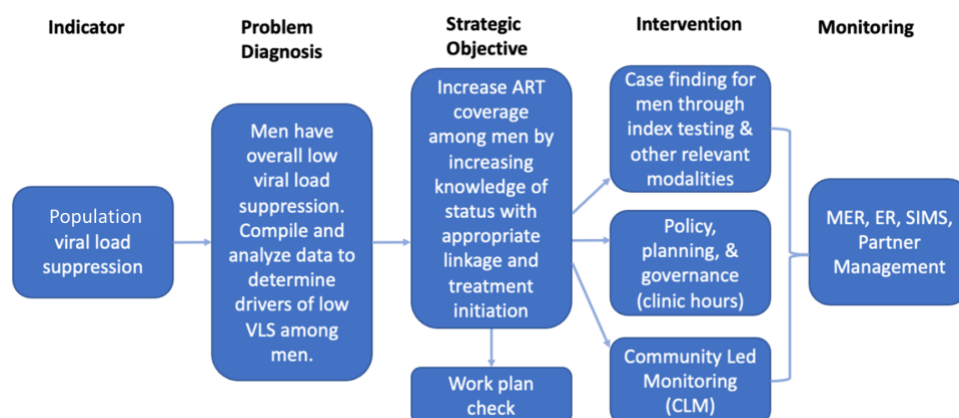 Indicator
Problem
Diagnosis
Strategic
Objective
Intervention
Monitoring
Population
viral load
suppression
Men have
overall low
viral load
suppression.
Compile and
analyze data to
determine
drivers of low
VLS among
men.
Increase ART
coverage
among men by
increasing
knowledge of
status with
appropriate
linkage and
treatment
initiation
Work plan
check
Case finding for
men through
index testing &
other relevant
modalities
Policy,
planning, &
governance
(clinic hours)
Community Led
Monitoring
(CLM)
MER, ER, SIMS,
Partner
Management